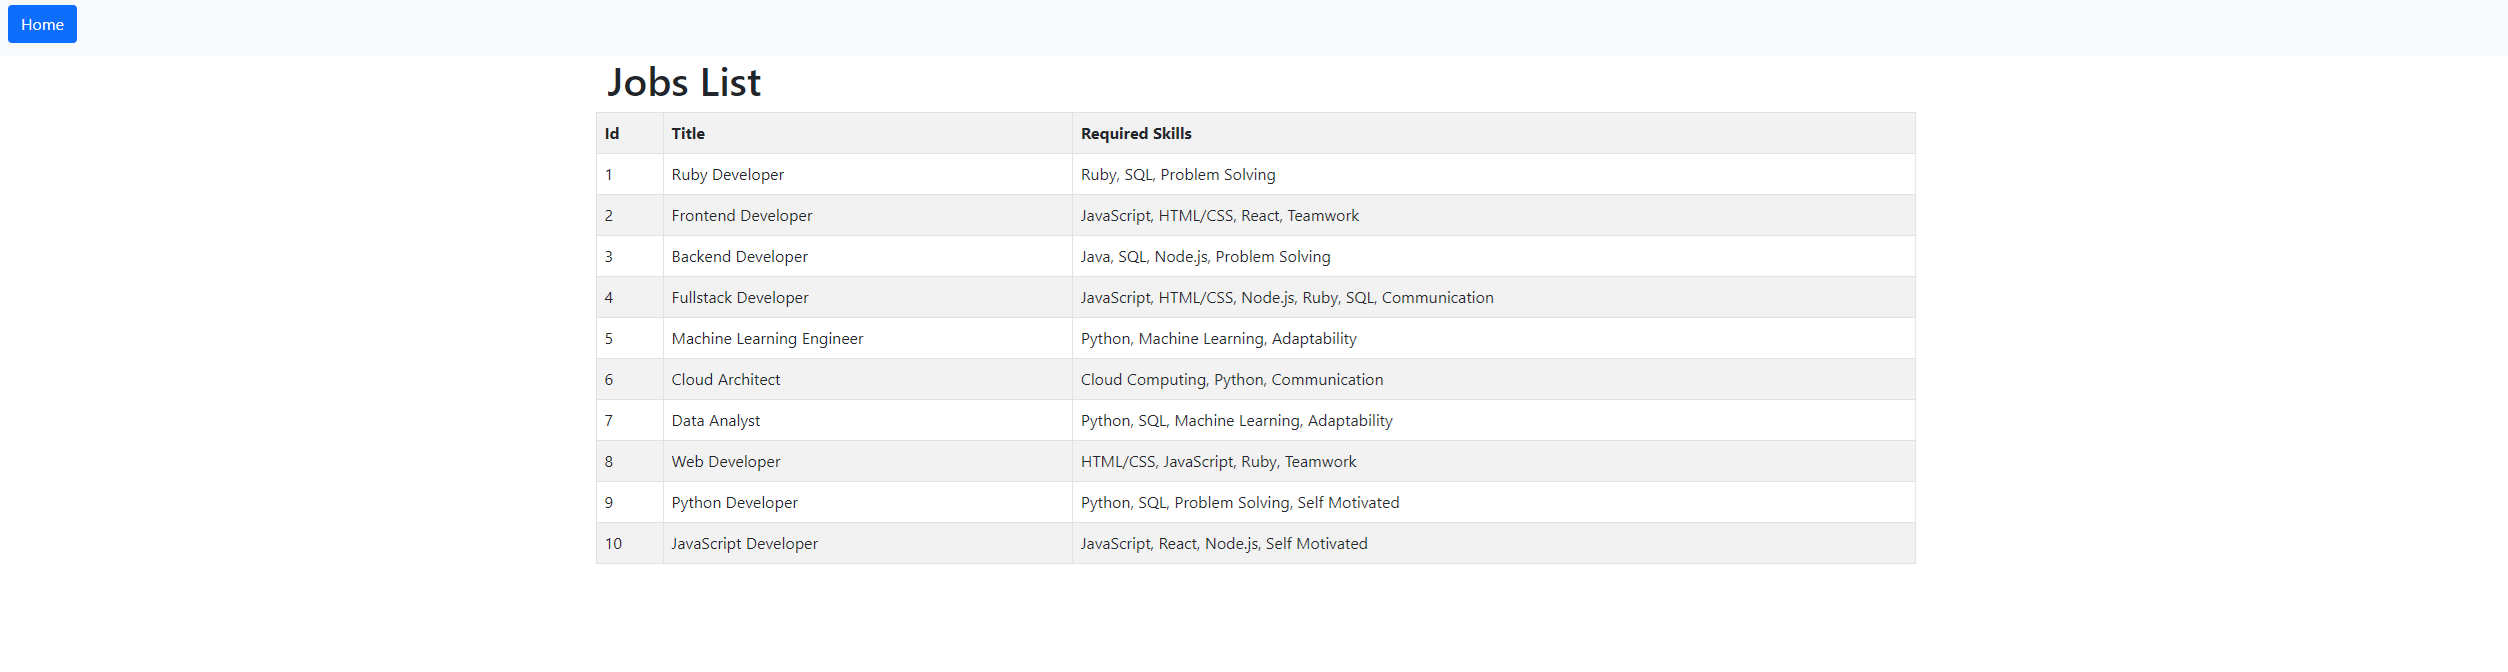 Home
Jobs List
Id Title Required Skills
1 Ruby Developer Ruby, SQL, Problem Solving
2 Frontend Developer JavaScript, HTML/CSS, React, Teamwork
3 Backend Developer Java, SQL, Node.js, Problem Solving
4 Fullstack Developer JavaScript, HTML/CSS, Node.js, Ruby, SQL, Communication
5 Machine Learning Engineer Python, Machine Learning, Adaptability
6 Cloud Architect Cloud Computing, Python, Communication
7 Data Analyst Python, SQL, Machine Learning, Adaptability
8 Web Developer HTML/CSS, JavaScript, Ruby, Teamwork
9 Python Developer Python, SQL, Problem Solving, Self Motivated
10 JavaScript Developer JavaScript, React, Node.js, Self Motivated